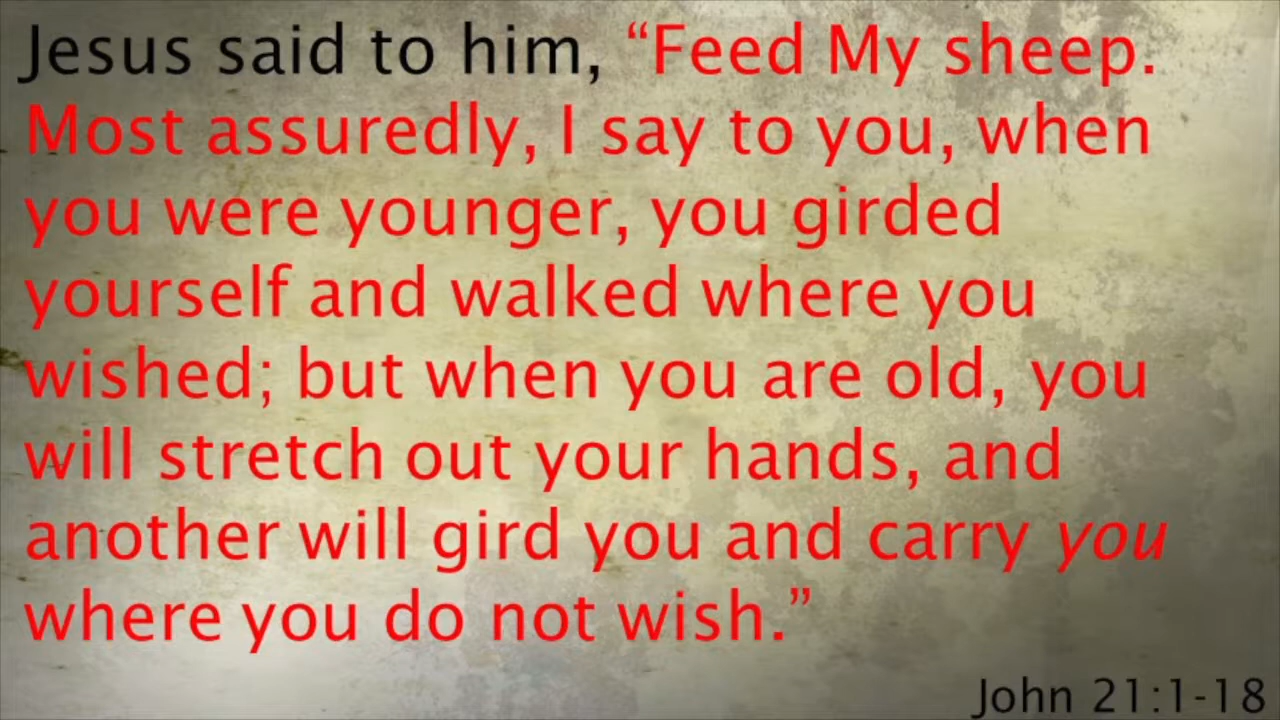 Jesus said to him, “Feed My sheep.
Most assuredly, I say to you, when
you were younger, you girded
yourself and walked where you
wished; but when you are old, you
will stretch out your hands, and
another will gird you and carry you
where you do not wish.”
John 21:1-18